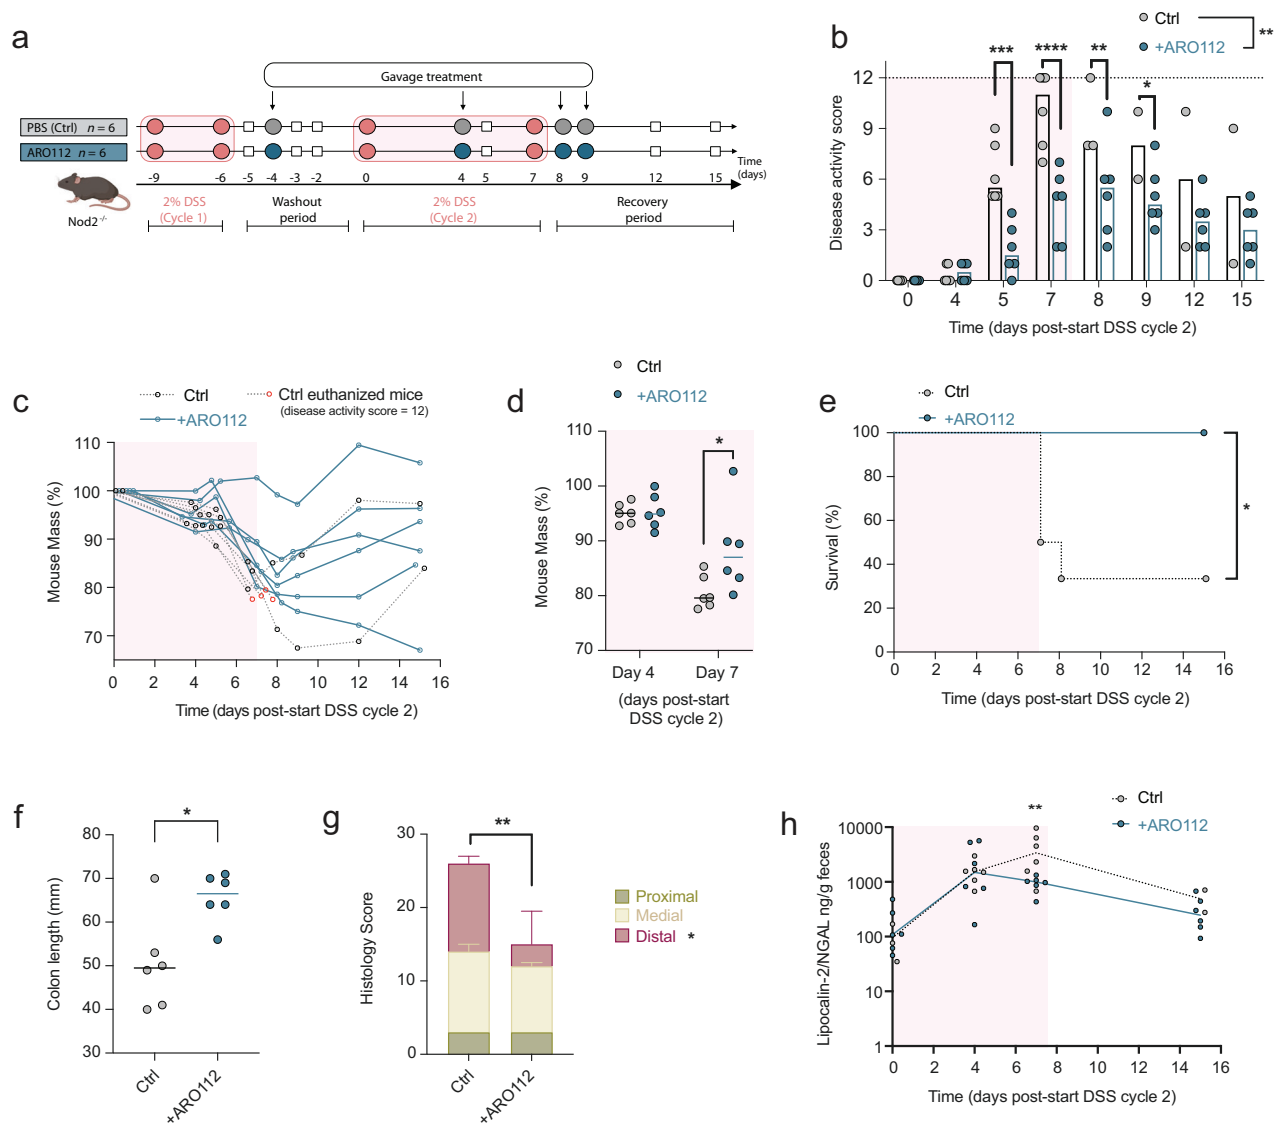 a
Gavage treatment
PBS (Ctrl) n = 6
ARO112 n = 6
Time
(days)
-9 -6 -5 -4 -3 -2 0 4 5 7 8 9 12 15
Nod2-/-
2% DSS
(Cycle 1)
Washout
period
2% DSS
(Cycle 2)
Recovery
period
b
Ctrl
+ARO112
**
*** **** ** *
Disease activity score
12
9
6
3
0
0 4 5 7 8 9 12 15
Time (days post-start DSS cycle 2)
c
Ctrl
Ctrl euthanized mice
(disease activity score = 12)
+ARO112
Mouse Mass (%)
110
100
90
80
70
0 2 4 6 8 10 12 14 16
Time (days post-start DSS cycle 2)
d
Ctrl
+ARO112
*
Mouse Mass (%)
110
100
90
80
70
Day 4 Day 7
(days post-start
DSS cycle 2)
e
Ctrl
+ARO112
*
Survival (%)
100
80
60
40
20
0
0 2 4 6 8 10 12 14 16
Time (days post-start DSS cycle 2)
f
*
Colon length (mm)
80
70
60
50
40
30
Ctrl
+ARO112
g
**
Histology Score
30
20
10
0
Ctrl
+ARO112
Proximal
Medial
Distal *
h
Ctrl
+ARO112
**
Lipocalin-2/NGAL ng/g feces
10000
1000
100
10
1
0 2 4 6 8 10 12 14 16
Time (days post-start DSS cycle 2)